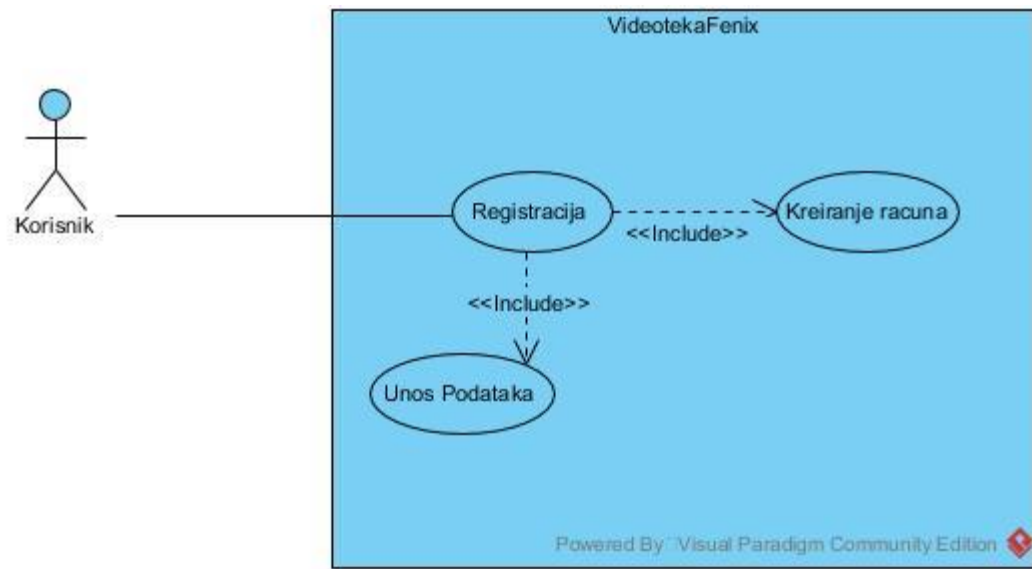 VideotekaFenix
Korisnik
Registracija
<<Include>>
Kreiranje racuna
<<Include>>
Unos Podataka
Powered By Visual Paradigm Community Edition